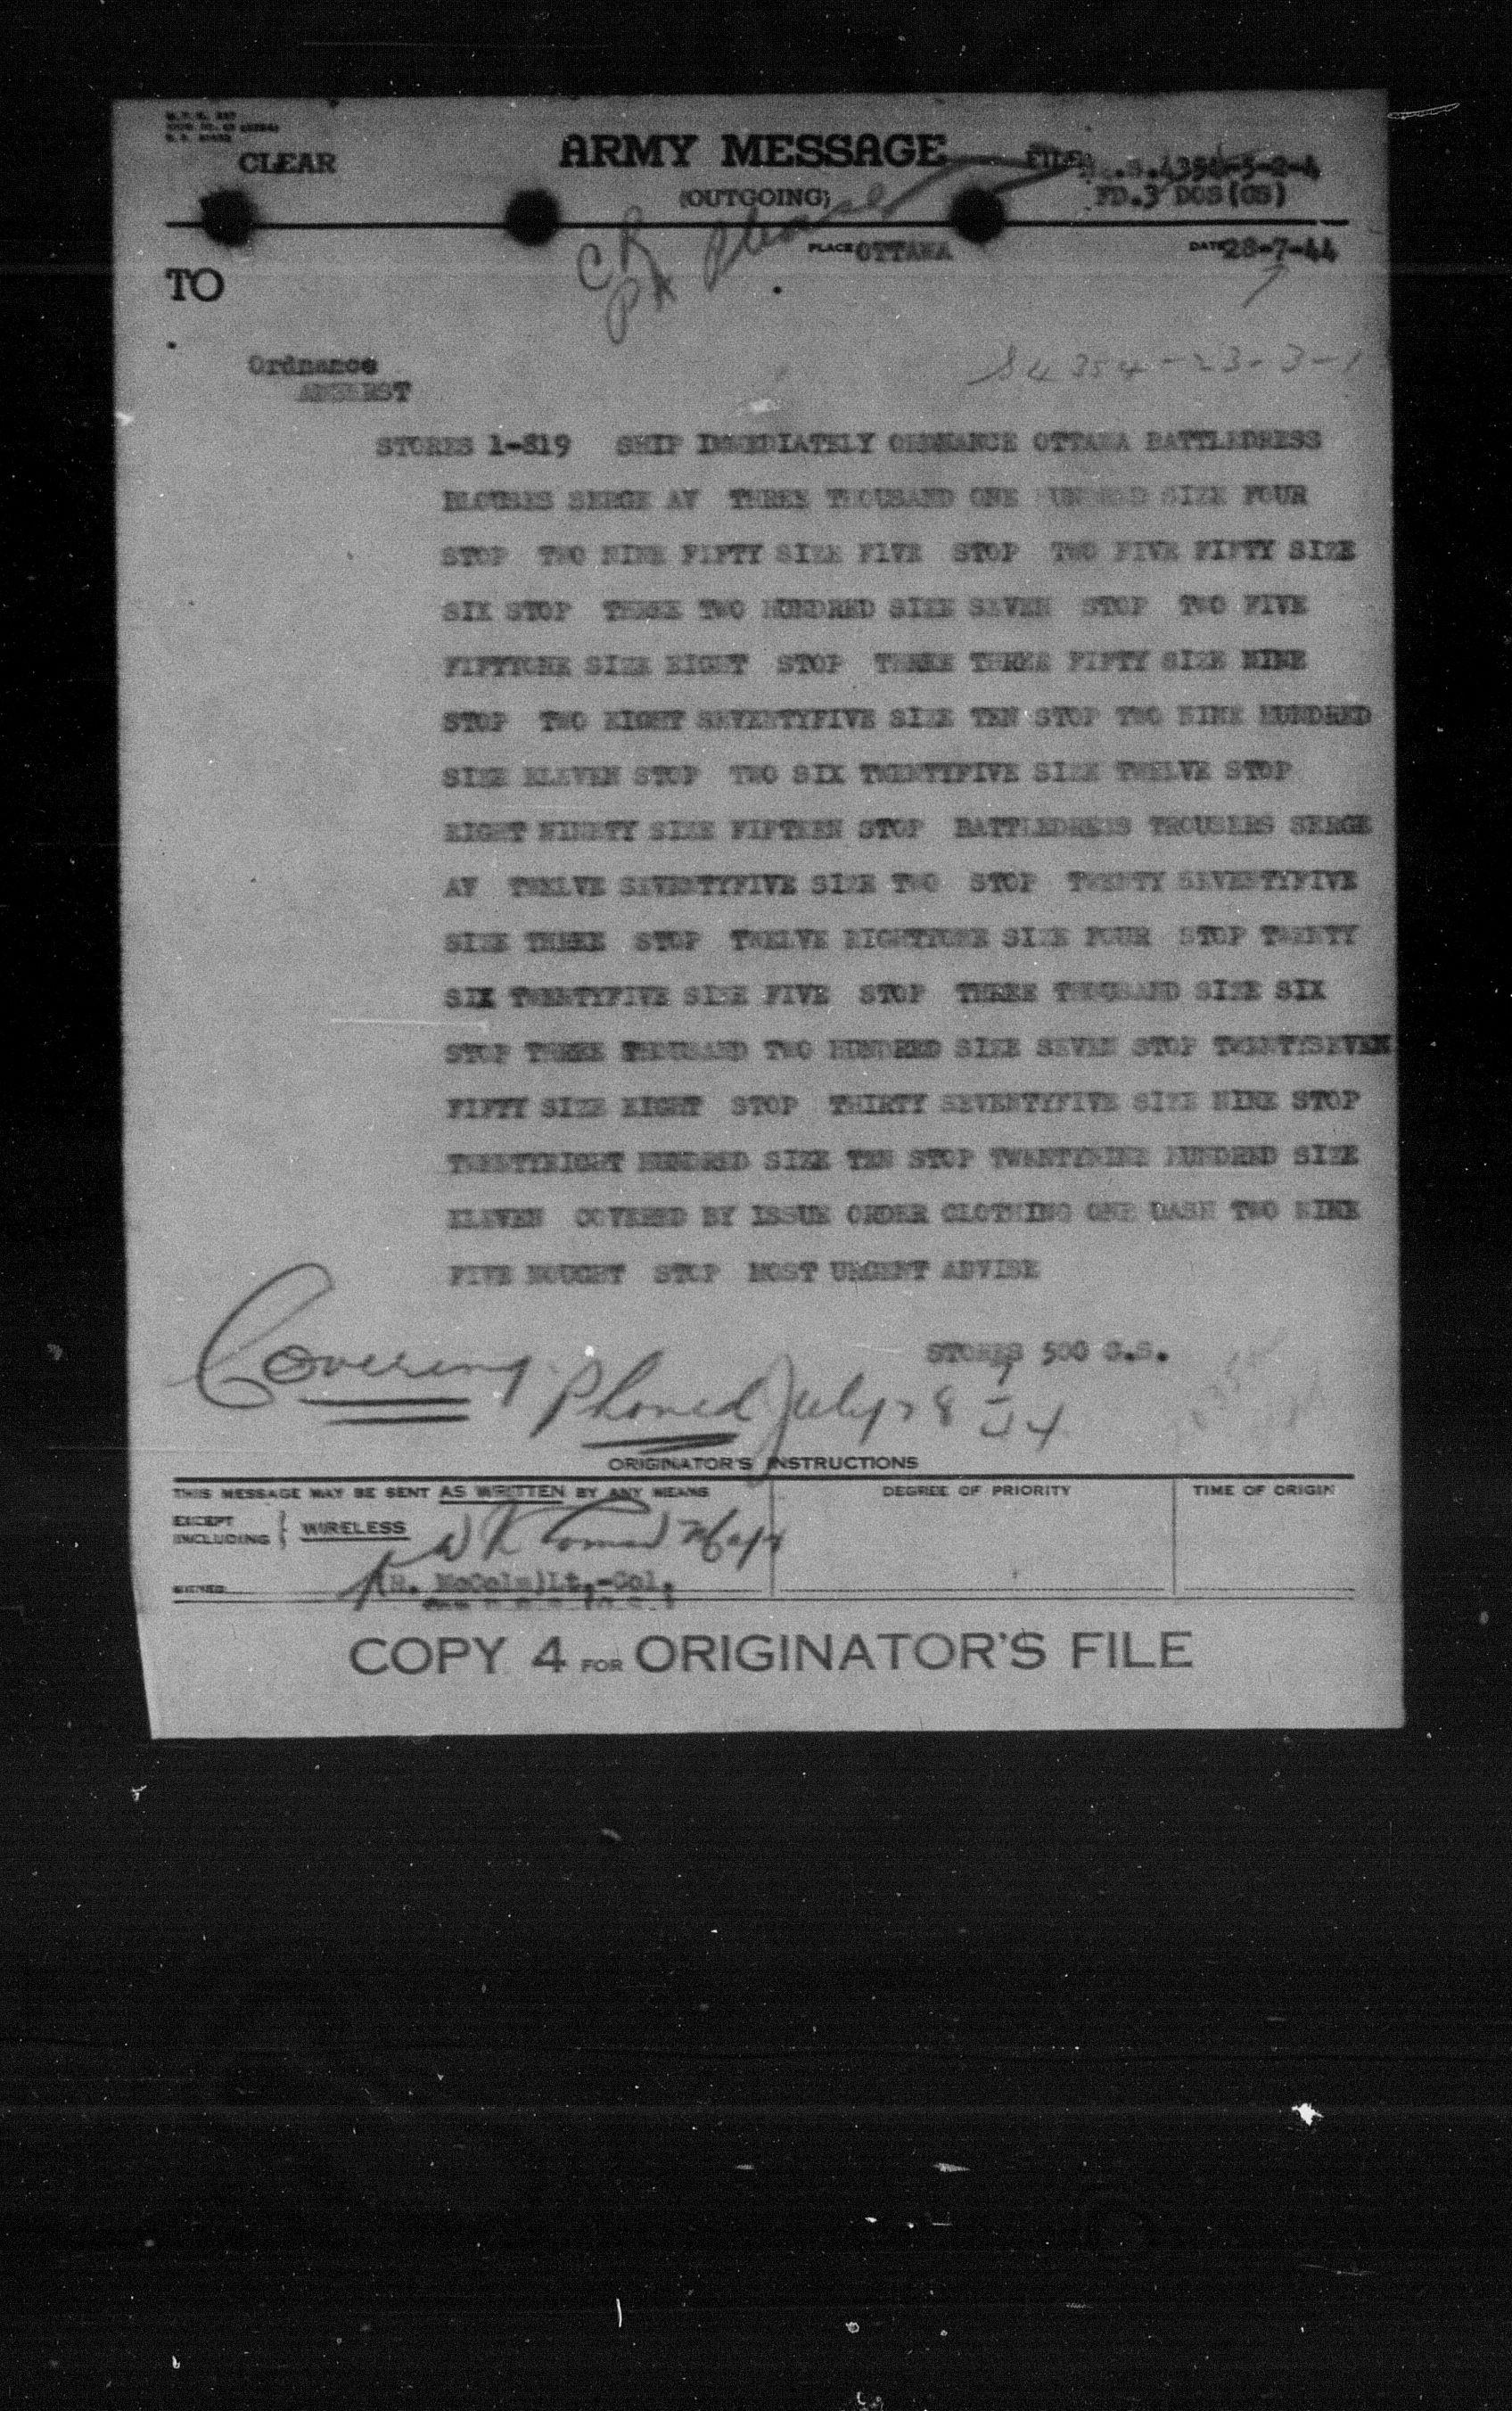 CLEAR
ARMY MESSAGE
(OUTGOING)
FD.3 DOS(GS)
CR
PA please
PLACE OTTAWA
DATE 28-7-44
TO
Ordnance
AMHERST
S4354-23-3-1
STORES 1-819 SHIP IMMEDIATELY ORDNANCE OTTAWA BATTLEDRESS
BLOUSES SERGE AV THREE THOUSAND ONE HUNDRED SIZE FOUR
STOP TWO NINE FIFTY SIZE FIVE STOP TWO FIVE FIFTY SIZE
SIX STOP THREE TWO HUNDRED SIZE SEVEN STOP TWO FIVE
FIFTYONE SIZE EIGHT STOP THREE THREE FIFTY SIZE NINE
STOP TWO EIGHT SEVENTYFIVE SIZE TEN STOP TWO NINE HUNDRED
SIZE ELEVEN STOP TWO SIX TWENTYFIVE SIZE TWELVE STOP
EIGHT NINETY SIZE FIFTEEN STOP BATTLEDRESS TROUSERS SERGE
AV TWELVE SEVENTYFIVE SIZE TWO STOP TWENTY SEVENTYFIVE
SIZE THREE STOP TWELVE SIZE FOUR STOP TWENTY
SIX TWENTYFIVE SIZE FIVE STOP THREE THOUSAND SIZE SIX
STOP THREE THOUSAND TWO HUNDRED SIZE SEVEN STOP TWENTYSEVEN
FIFTY SIZE EIGHT STOP THIRTY SEVENTYFIVE SIZE NINE STOP
TWENTYEIGHT HUNDRED SIZE TEN STOP TWANTYNINE HUNDRED SIZE
ELEVEN COVERED BY ISSUE ORDER CLOTHING ONE DASH TWO NINE
FIVE NOUGHT STOP MOST URGENT ADVISE
STORES 500 G.S.
Covering Phoned July 28
ORIGINATOR'S INSTRUCTIONS
THIS MESSAGE MAY BE SENT AS WRITTEN BY ANY MEANS
DEGREE OF PRIORITY
TIME OF ORIGIN
EXCEPT
INCLUDING } WIRELESS
SIGNED
Lt.-Col.
COPY 4 FOR ORIGINATOR'S FILE